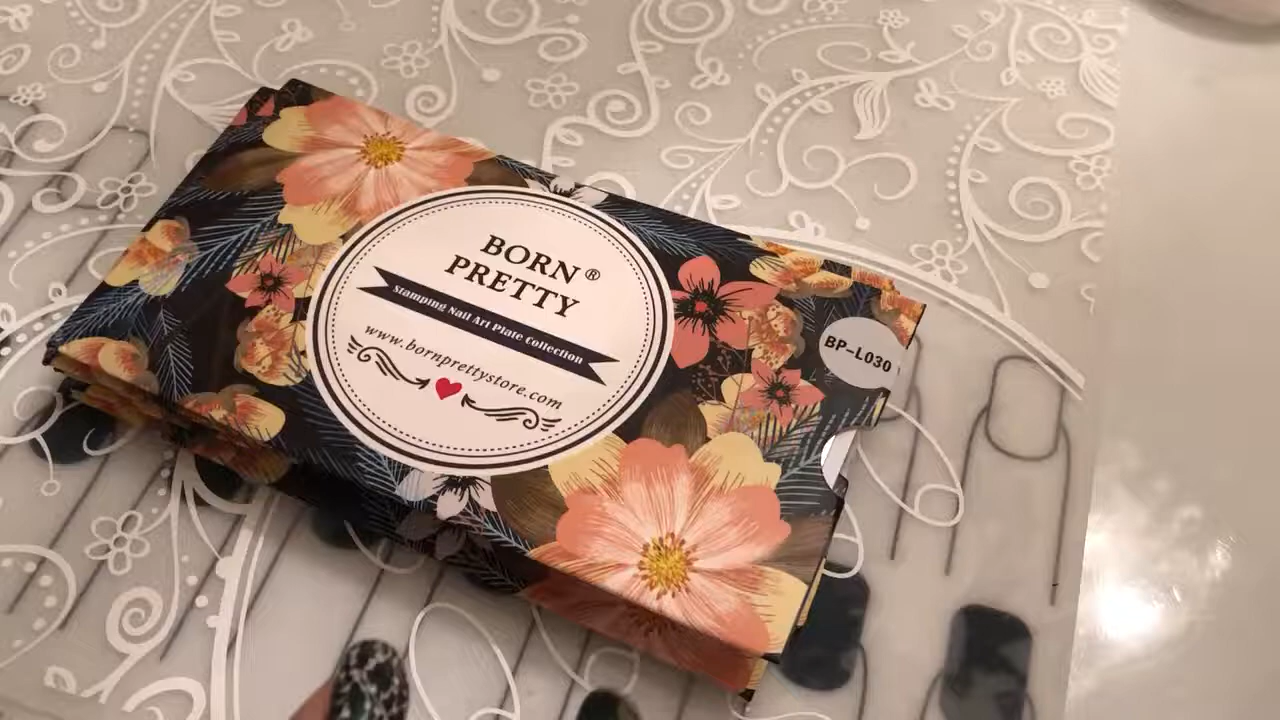 BORN®
PRETTY
Stamping Nail Art Plate Collection
www.bornprettystore.com
BP-L030